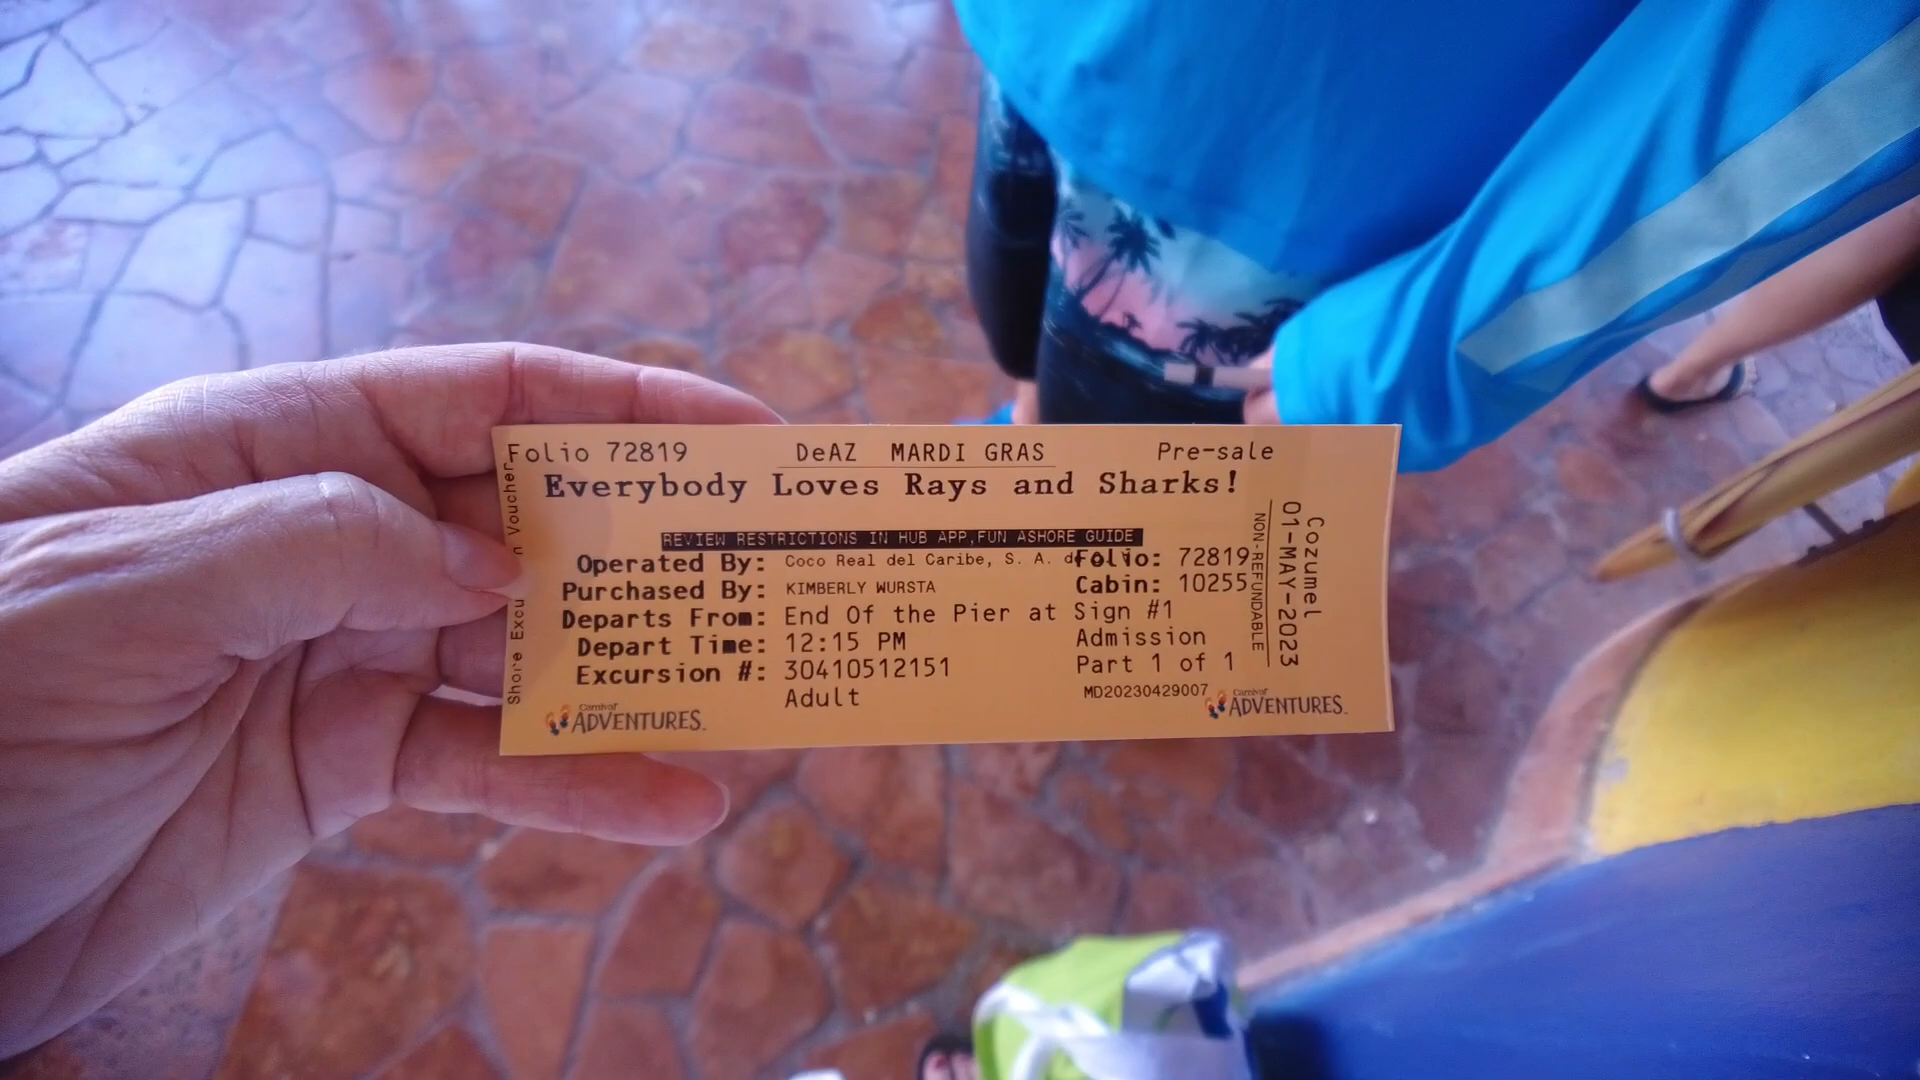 Folio 72819 DeAZ MARDI GRAS Pre-sale
Everybody Loves Rays and Sharks!
REVIEW RESTRICTIONS IN HUB APP,FUN ASHORE GUIDE
Operated By: Coco Real del Caribe, S. A. d Folio: 72819
Purchased By: KIMBERLY WURSTA Cabin: 10255
Departs From: End Of the Pier at Sign #1
Depart Time: 12:15 PM Admission
Excursion #: 30410512151 Part 1 of 1
Adult MD20230429007
Carnival ADVENTURES
Carnival ADVENTURES
Shore Excu n Voucher
NON-REFUNDABLE
01-MAY-2023
Cozumel